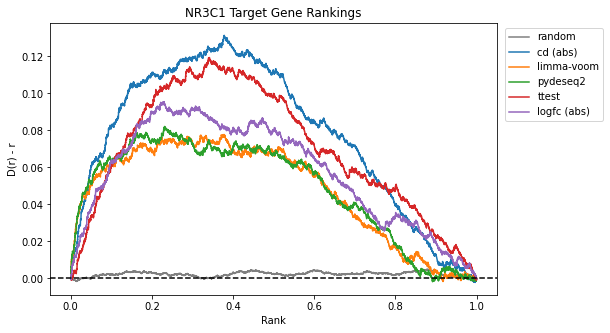 NR3C1 Target Gene Rankings
random
cd (abs)
limma-voom
pydeseq2
ttest
logfc (abs)
D(r) - r
0.12
0.10
0.08
0.06
0.04
0.02
0.00
0.0 0.2 0.4 0.6 0.8 1.0
Rank